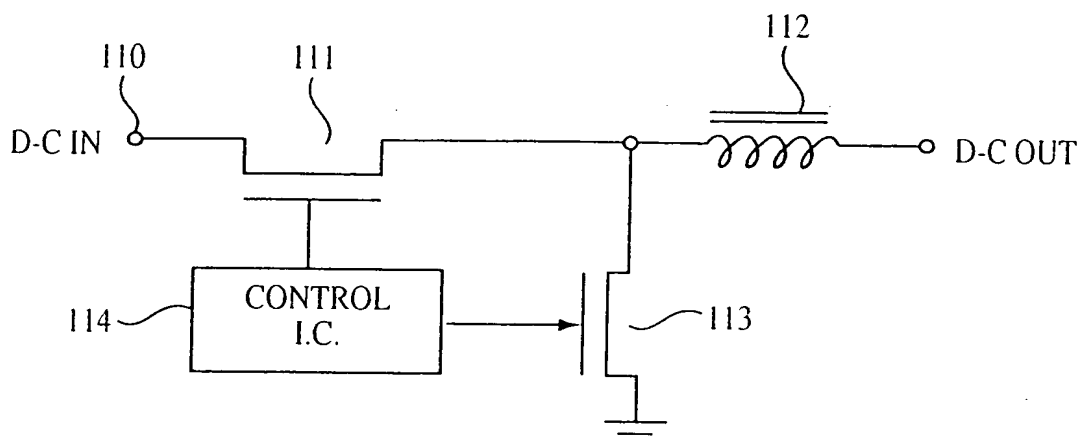 110
111
112
D-C IN
D-C OUT
CONTROL
I.C.
114
113